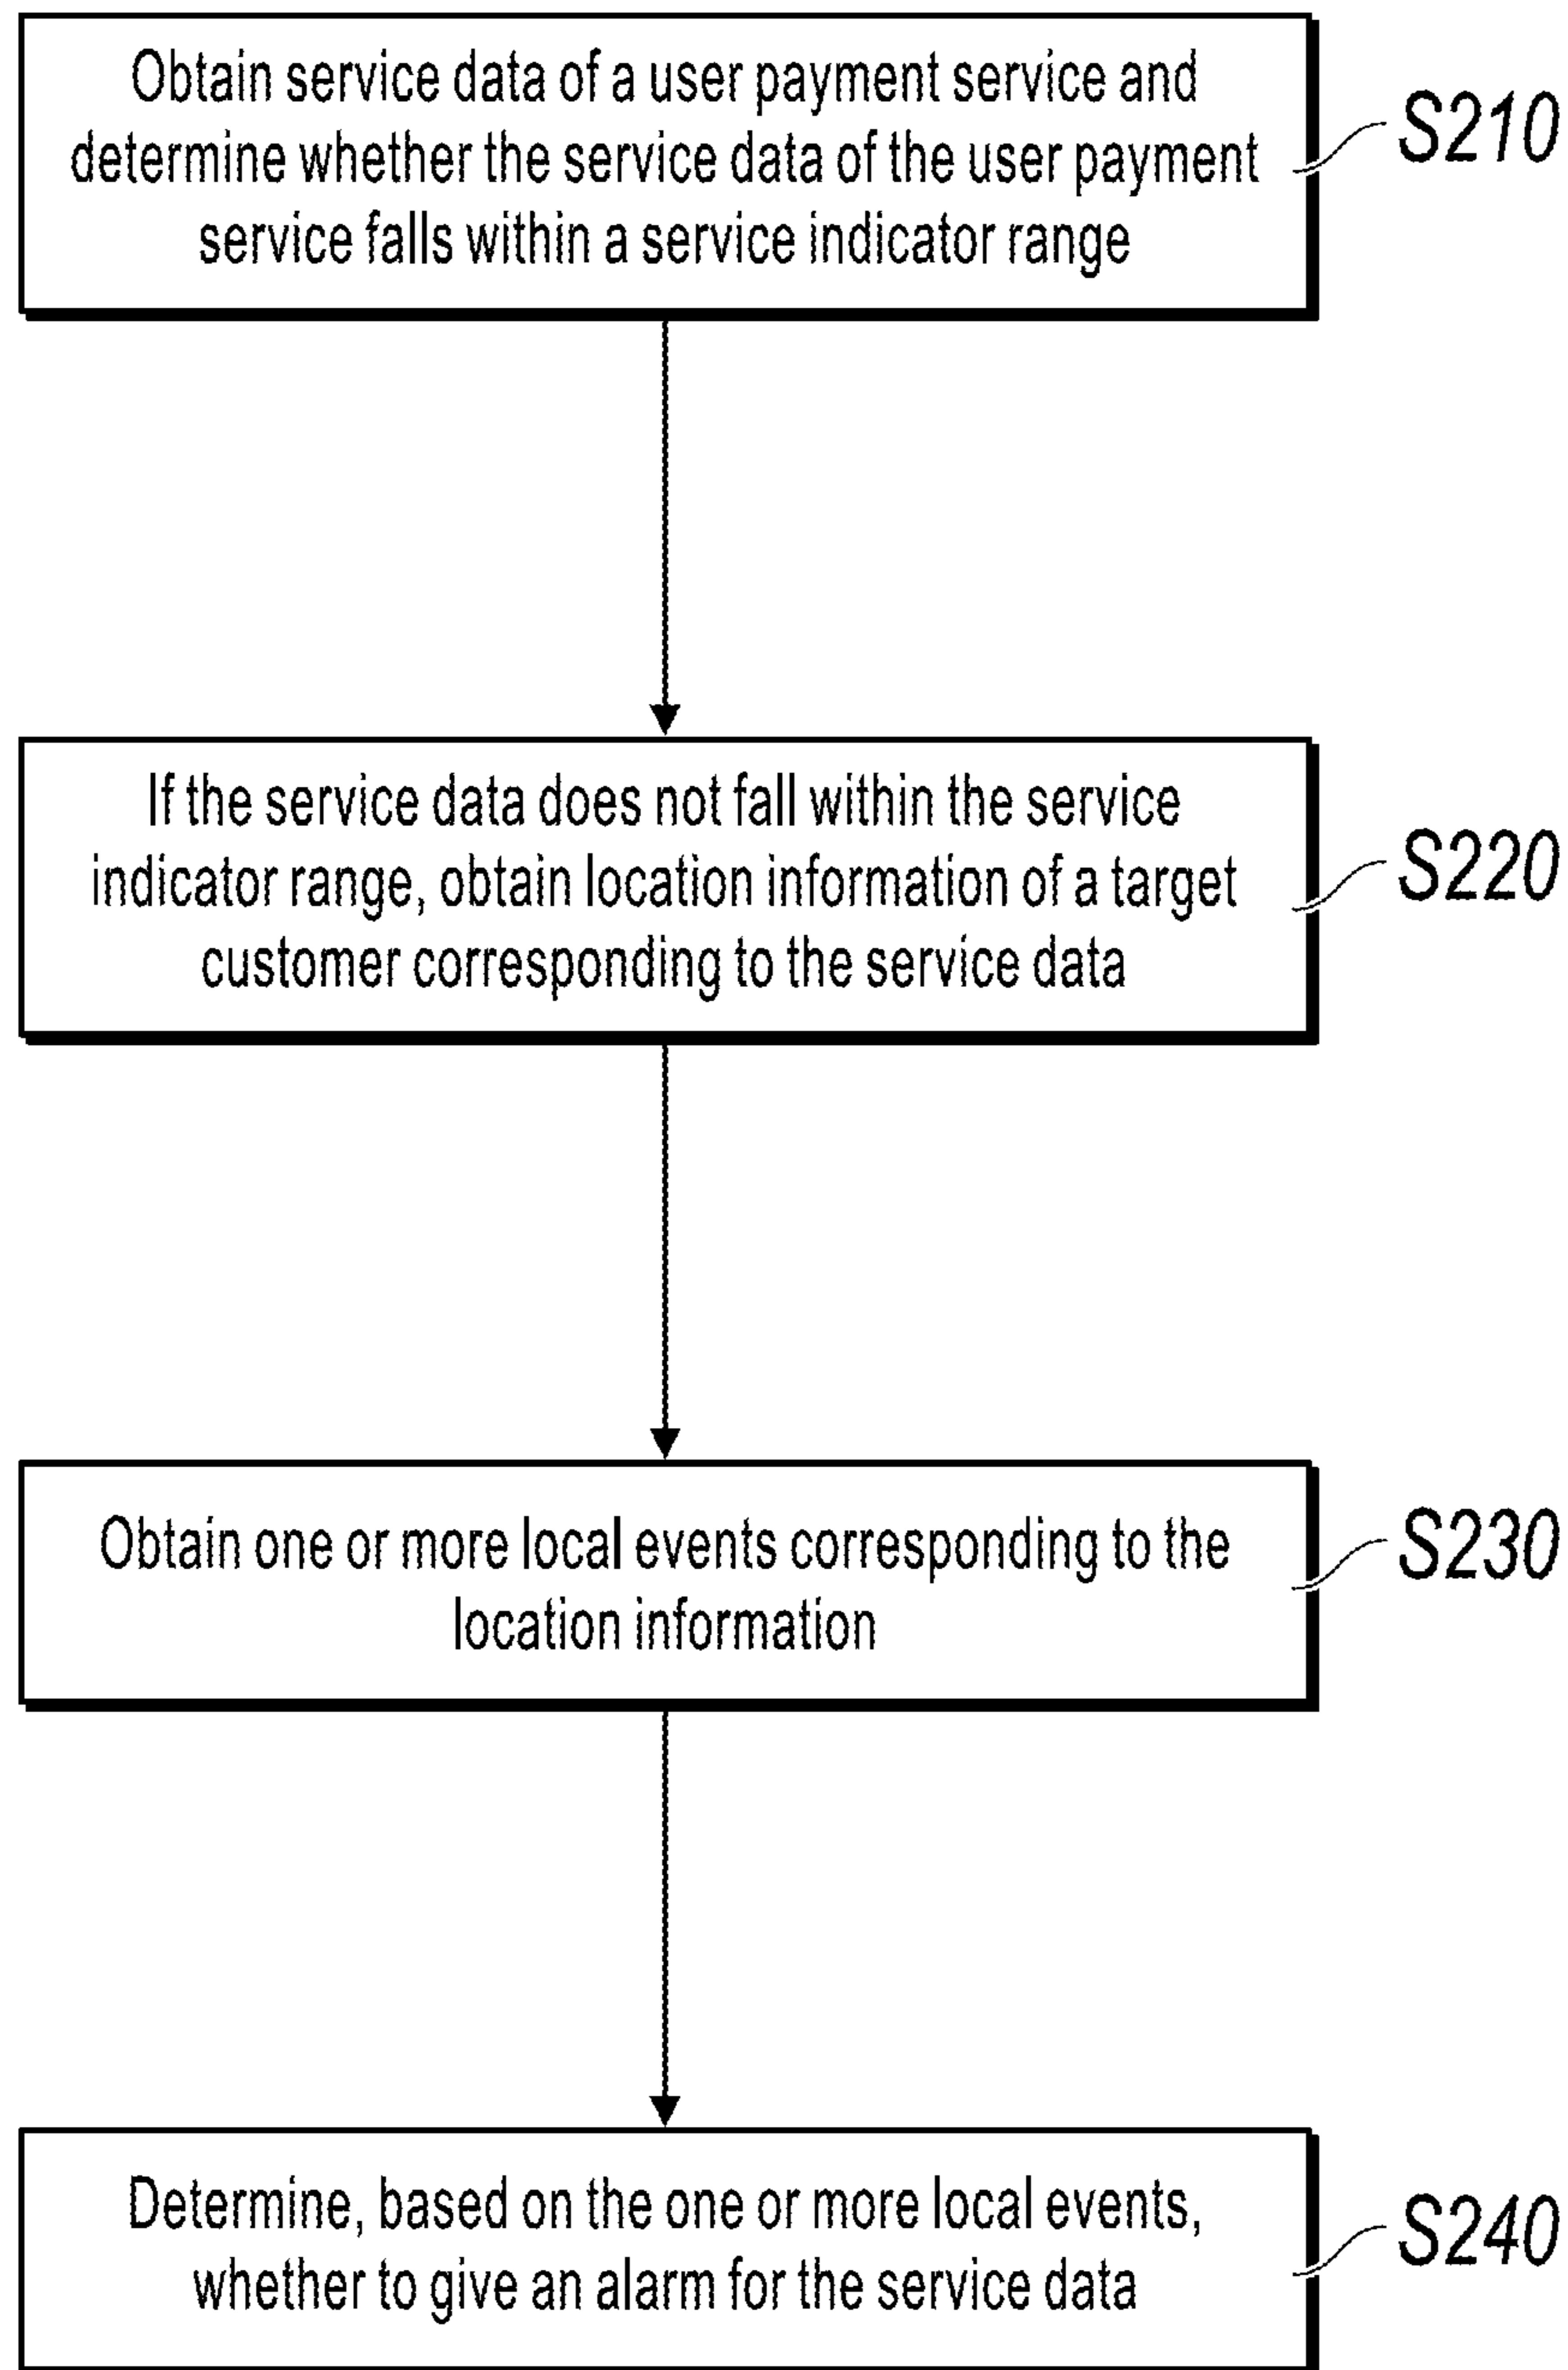 Obtain service data of a user payment service and
determine whether the service data of the user payment
service falls within a service indicator range
S210
If the service data does not fall within the service
indicator range, obtain location information of a target
customer corresponding to the service data
S220
Obtain one or more local events corresponding to the
location information
S230
Determine, based on the one or more local events,
whether to give an alarm for the service data
S240